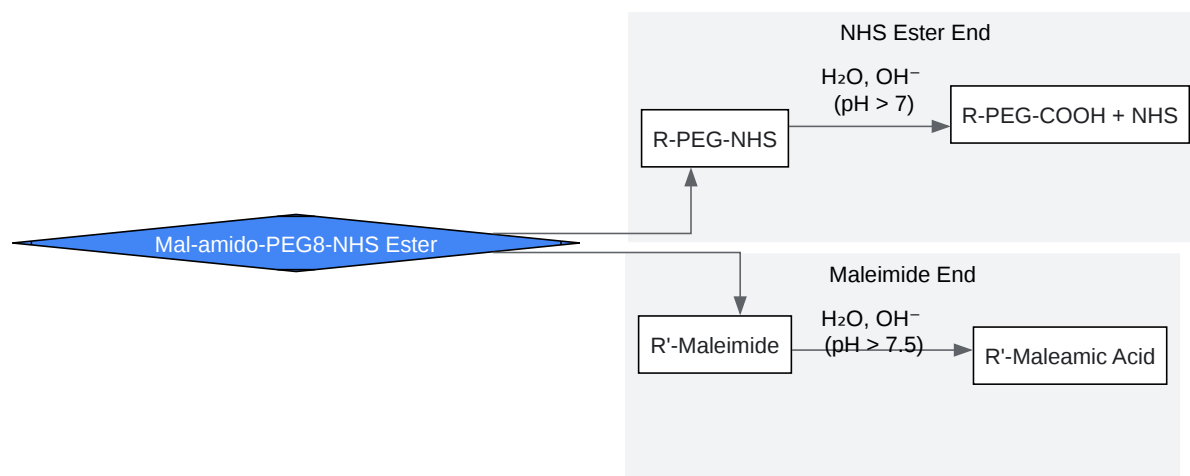 NHS Ester End
H₂O, OH⁻
(pH > 7)
R-PEG-NHS
R-PEG-COOH + NHS
Mal-amido-PEG8-NHS Ester
Maleimide End
H₂O, OH⁻
(pH > 7.5)
R'-Maleimide
R'-Maleamic Acid